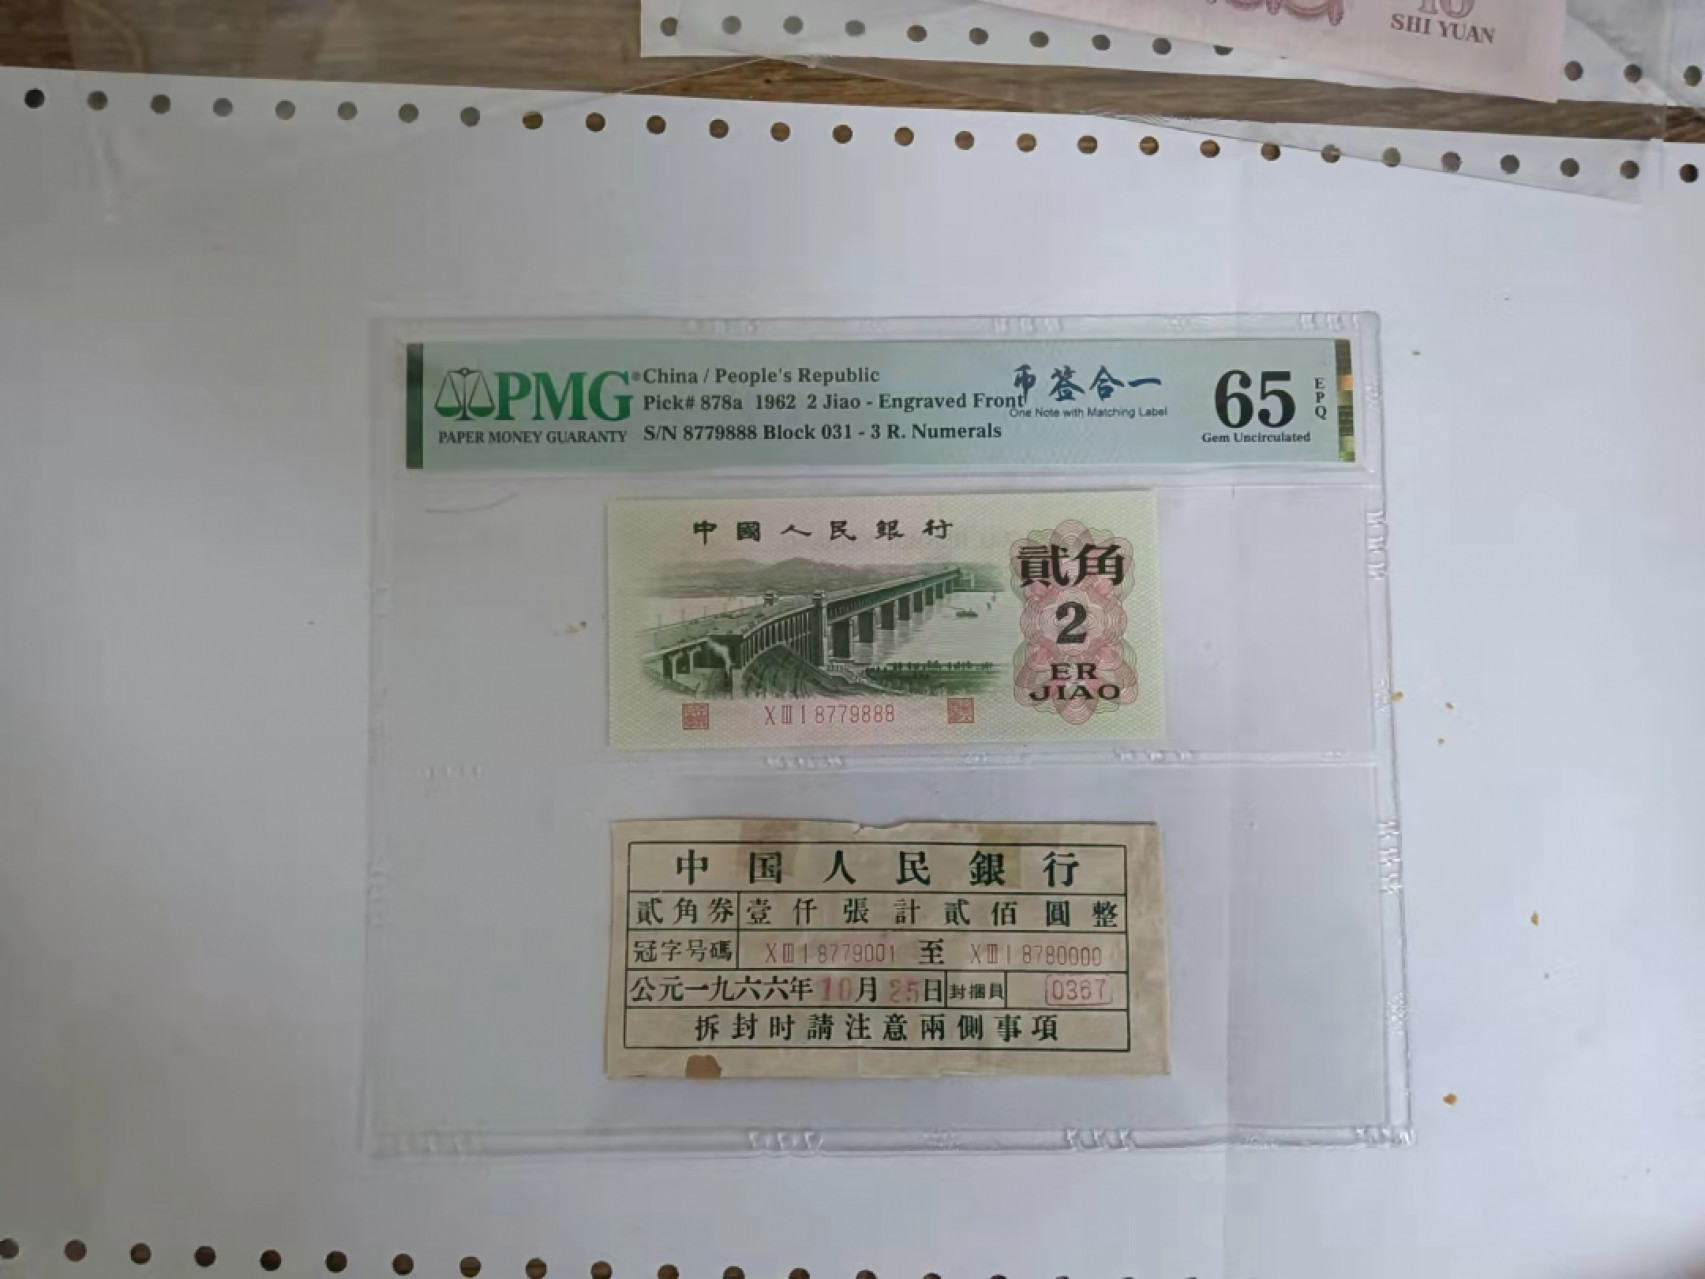 10
SHI YUAN
PMG
PAPER MONEY GUARANTY
China / People's Republic
Pick# 878a 1962 2 Jiao - Engraved Front
S/N 8779888 Block 031 - 3 R. Numerals
币签合一
One Note with Matching Label
65
EPQ
Gem Uncirculated
中國人民銀行
貳角
2
ER
JIAO
XⅢI 8779888
中国人民銀行
貳角券 壹仟張計貳佰圓整
冠字号碼 XⅢI 8779001 至 XⅢI 8780000
公元一九六六年10月25日 封捆員 0367
拆封时請注意兩側事項